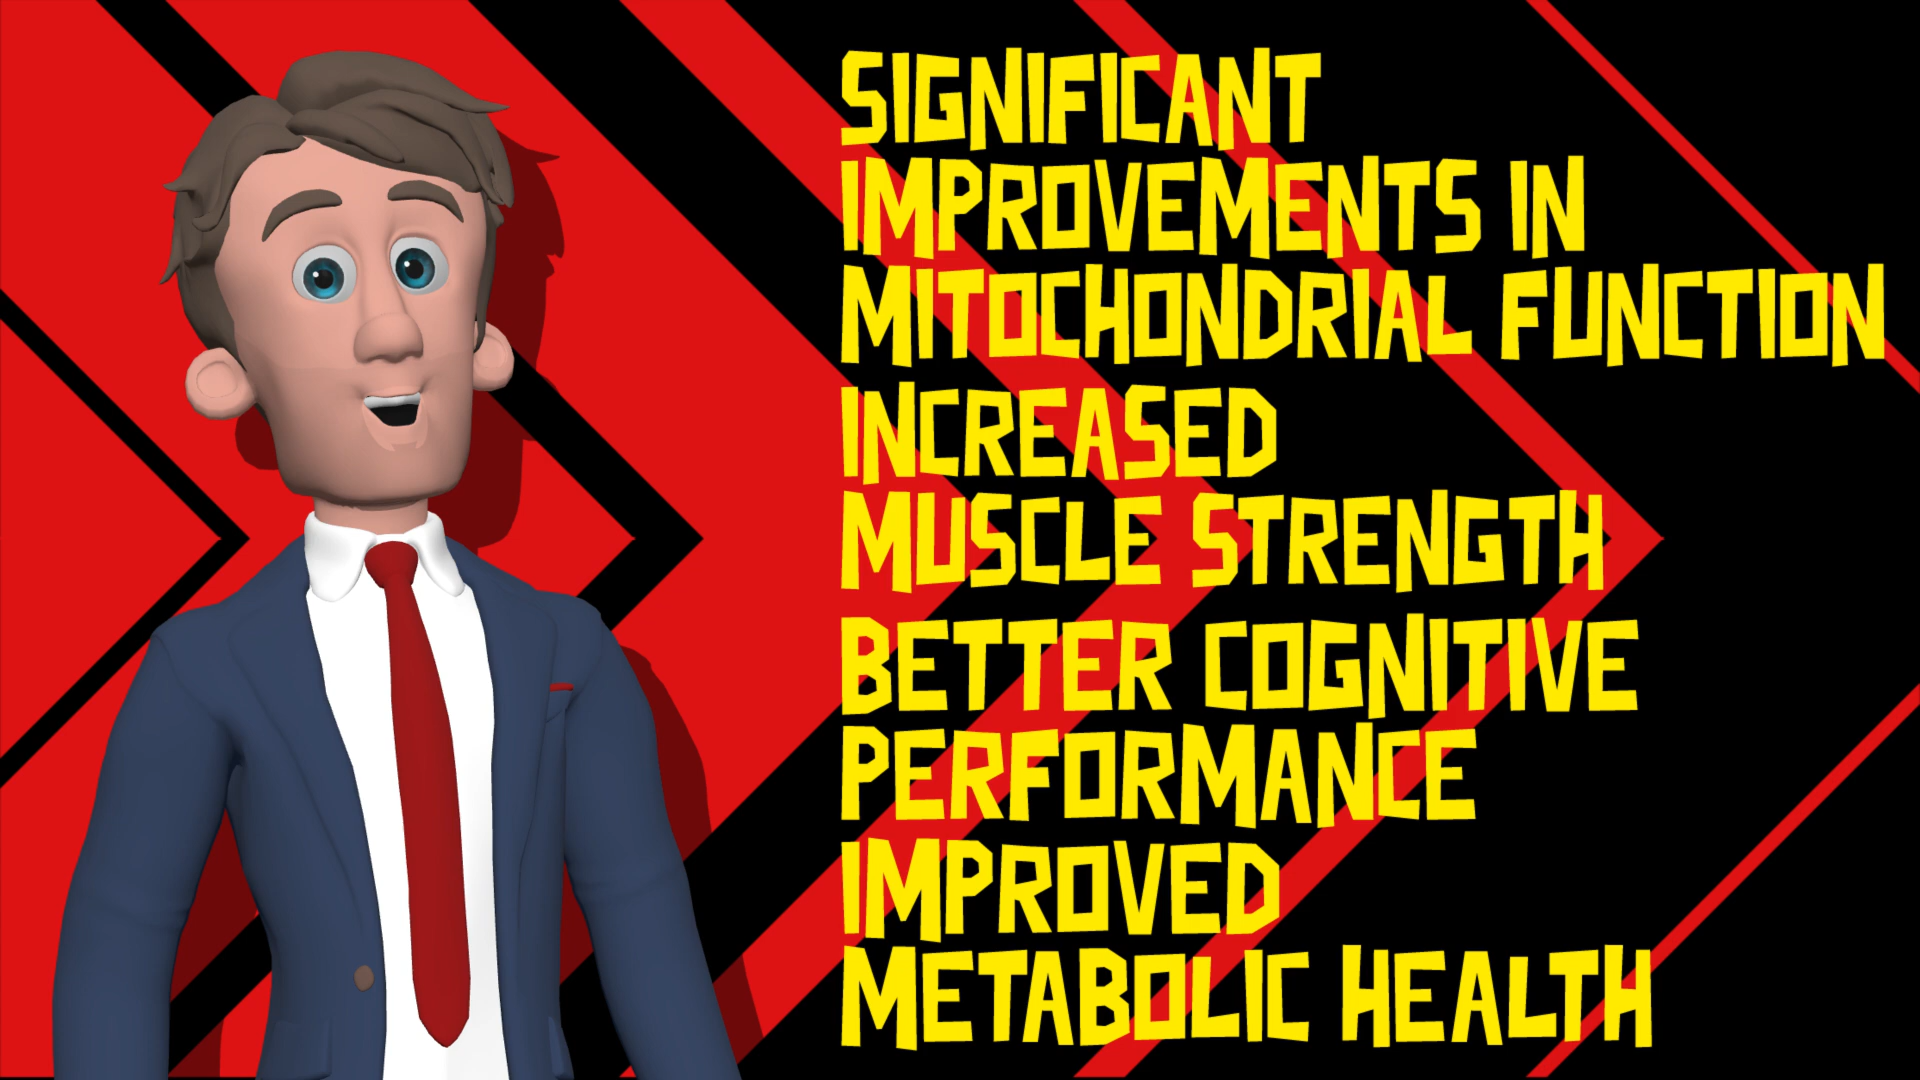 SIGNIFICANT
IMPROVEMENTS IN
MITOCHONDRIAL FUNCTION
INCREASED
MUSCLE STRENGTH
BETTER COGNITIVE
PERFORMANCE
IMPROVED
METABOLIC HEALTH